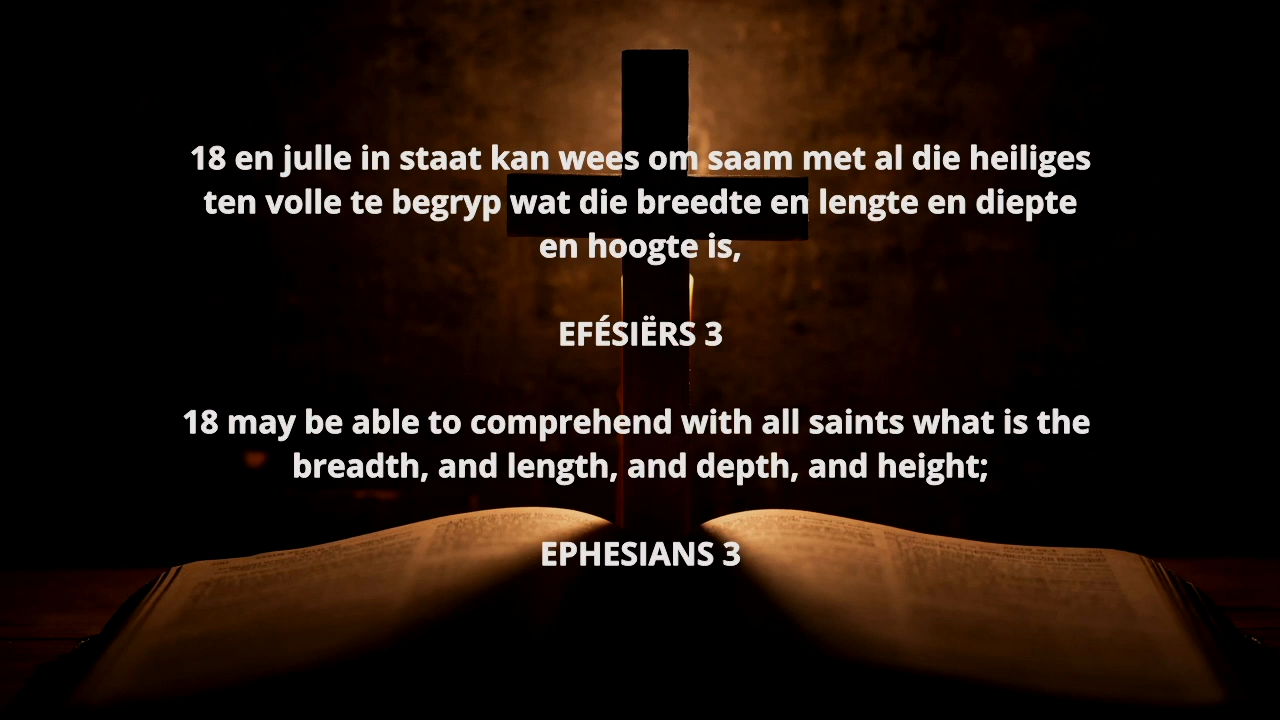 18 en julle in staat kan wees om saam met al die heiliges
ten volle te begryp wat die breedte en lengte en diepte
en hoogte is,
EFÉSIËRS 3
18 may be able to comprehend with all saints what is the
breadth, and length, and depth, and height;
EPHESIANS 3